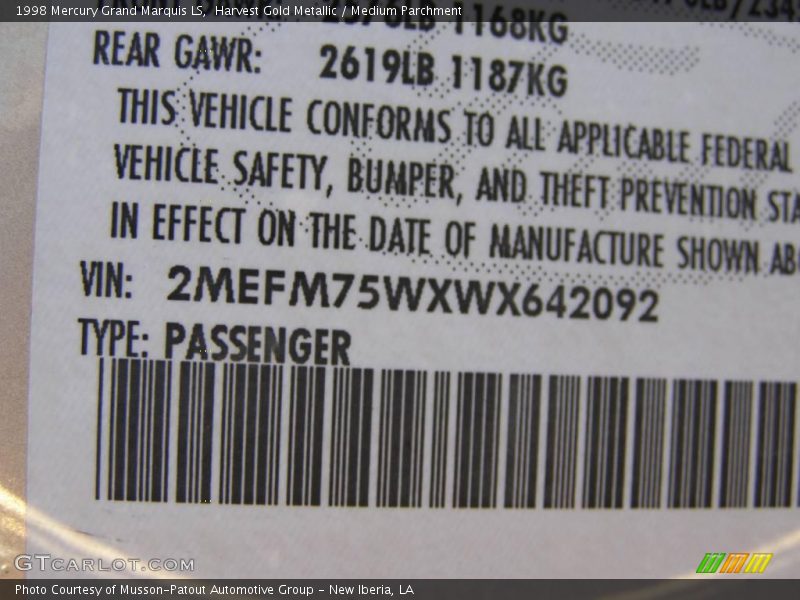 1998 Mercury Grand Marquis LS, Harvest Gold Metallic / Medium Parchment
1168KG
REAR GAWR: 2619LB 1187KG
THIS VEHICLE CONFORMS TO ALL APPLICABLE FEDERAL
VEHICLE SAFETY, BUMPER, AND THEFT PREVENTION STA
IN EFFECT ON THE DATE OF MANUFACTURE SHOWN AB
VIN: 2MEFM75WXWX642092
TYPE: PASSENGER
GTCARLOT.COM
Photo Courtesy of Musson-Patout Automotive Group - New Iberia, LA